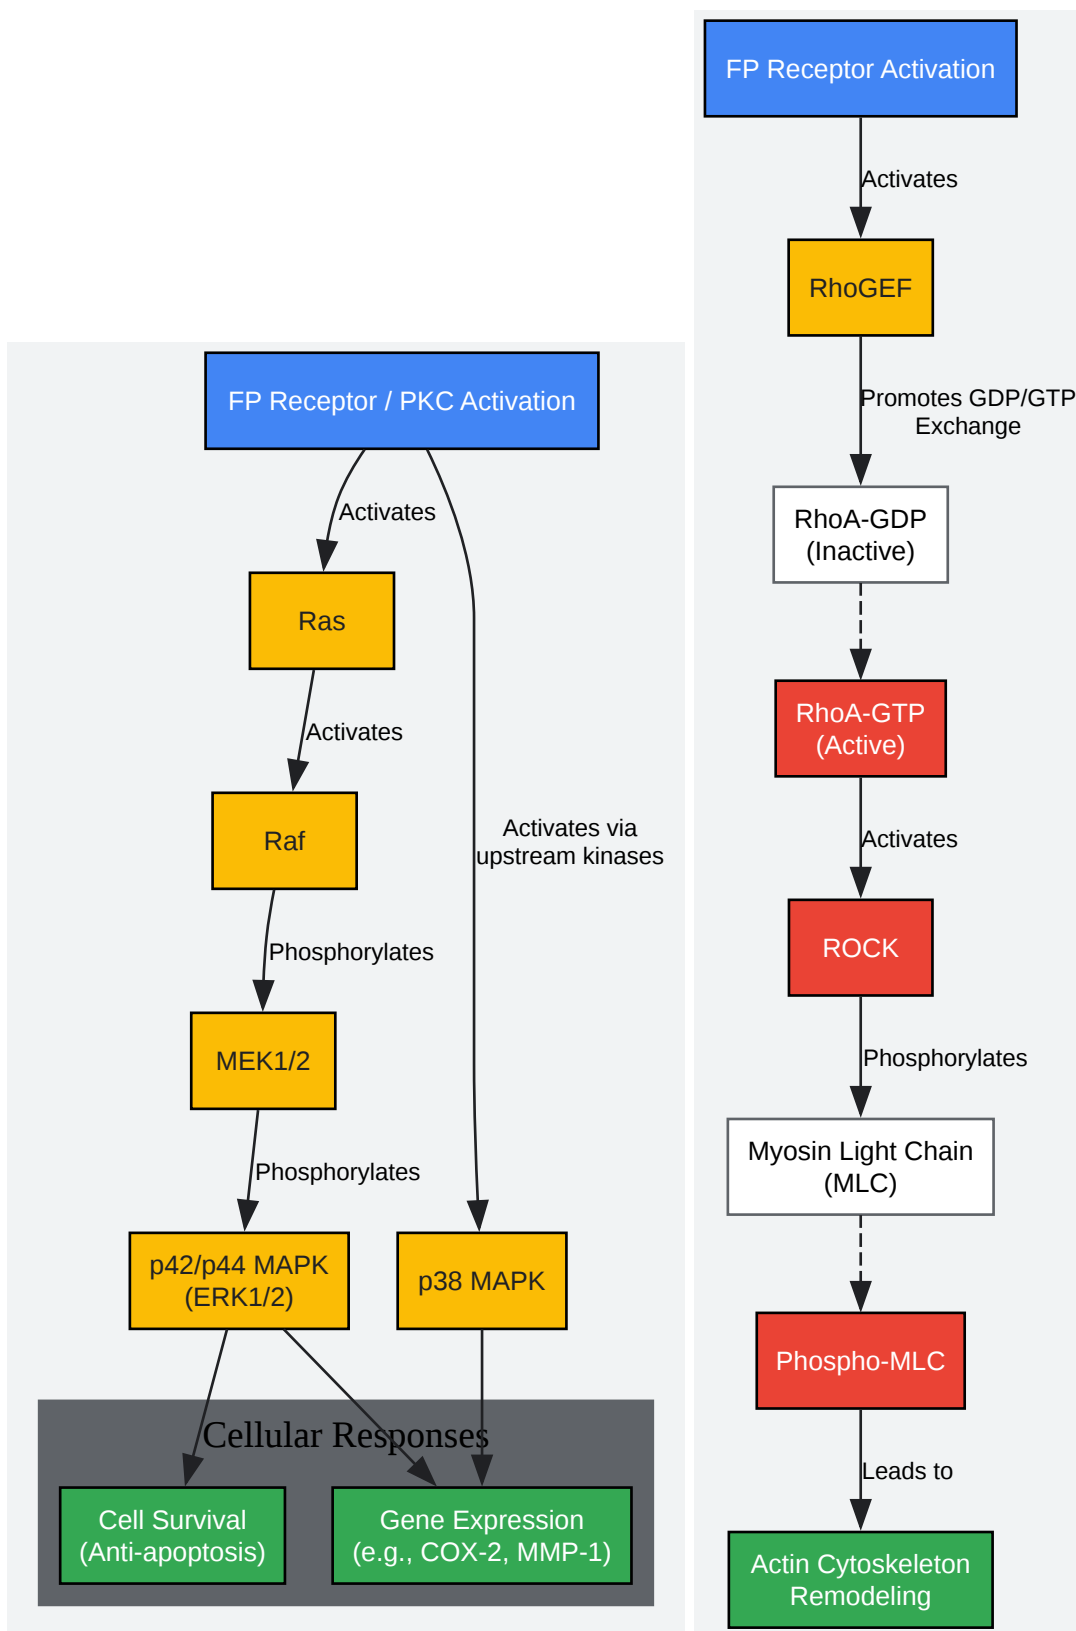 FP Receptor / PKC Activation
Activates
Ras
Activates
Raf
Activates via
upstream kinases
Phosphorylates
MEK1/2
Phosphorylates
p42/p44 MAPK
(ERK1/2)
p38 MAPK
Cellular Responses
Cell Survival
(Anti-apoptosis)
Gene Expression
(e.g., COX-2, MMP-1)
FP Receptor Activation
Activates
RhoGEF
Promotes GDP/GTP
Exchange
RhoA-GDP
(Inactive)
RhoA-GTP
(Active)
Activates
ROCK
Phosphorylates
Myosin Light Chain
(MLC)
Phospho-MLC
Leads to
Actin Cytoskeleton
Remodeling